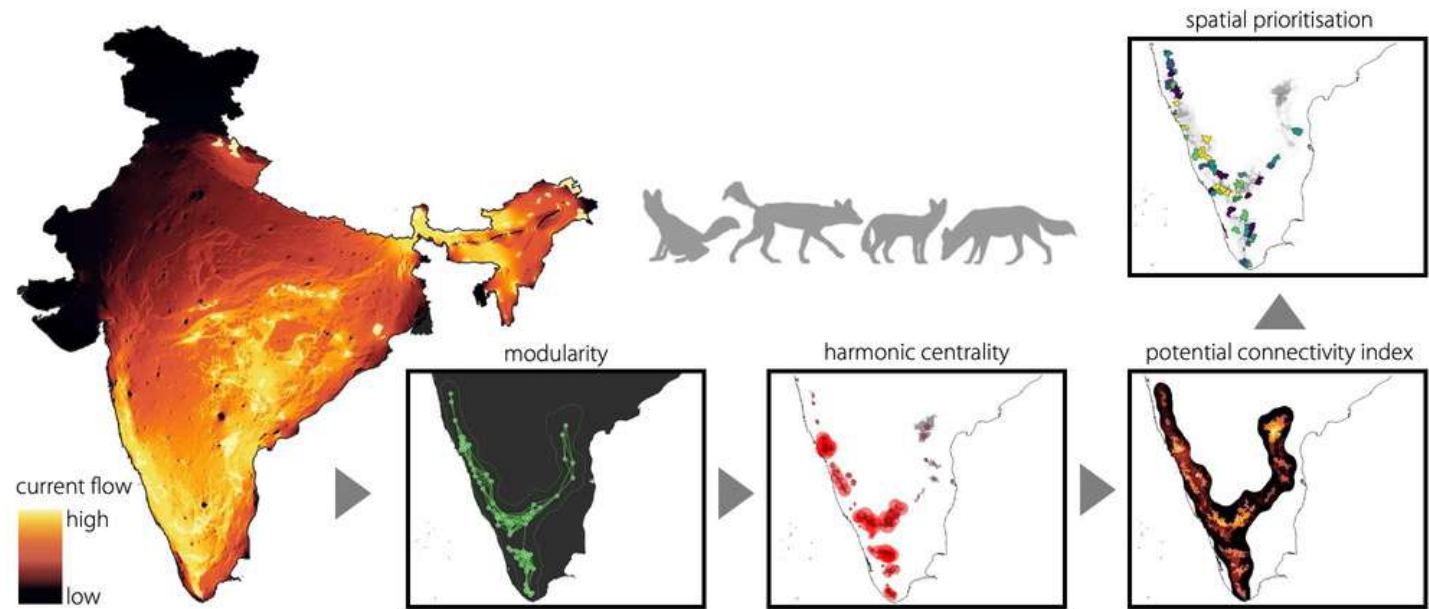 spatial prioritisation
modularity
harmonic centrality
potential connectivity index
current flow
high
low